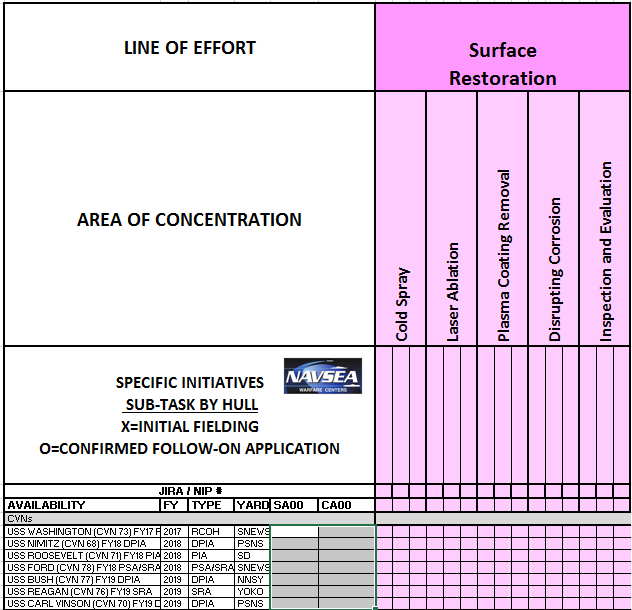 LINE OF EFFORT
Surface
Restoration
AREA OF CONCENTRATION
Cold Spray
Laser Ablation
Plasma Coating Removal
Disrupting Corrosion
Inspection and Evaluation
SPECIFIC INITIATIVES
SUB-TASK BY HULL
X=INITIAL FIELDING
O=CONFIRMED FOLLOW-ON APPLICATION
NAVSEA
WARFARE CENTERS
JIRA / NIP #
AVAILABILITY FY TYPE YARD SA00 CA00
CVNs
USS WASHINGTON (CVN 73) FY17 F 2017 RCOH SNEWS
USS NIMITZ (CVN 68) FY18 DPIA 2018 DPIA PSNS
USS ROOSEVELT (CVN 71) FY18 PIA 2018 PIA SD
USS FORD (CVN 78) FY18 PSA/SRA 2018 PSA/SRA SNEWS
USS BUSH (CVN 77) FY19 DPIA 2019 DPIA NNSY
USS REAGAN (CVN 76) FY19 SRA 2019 SRA YOKO
USS CARL VINSON (CVN 70) FY19 D 2019 DPIA PSNS